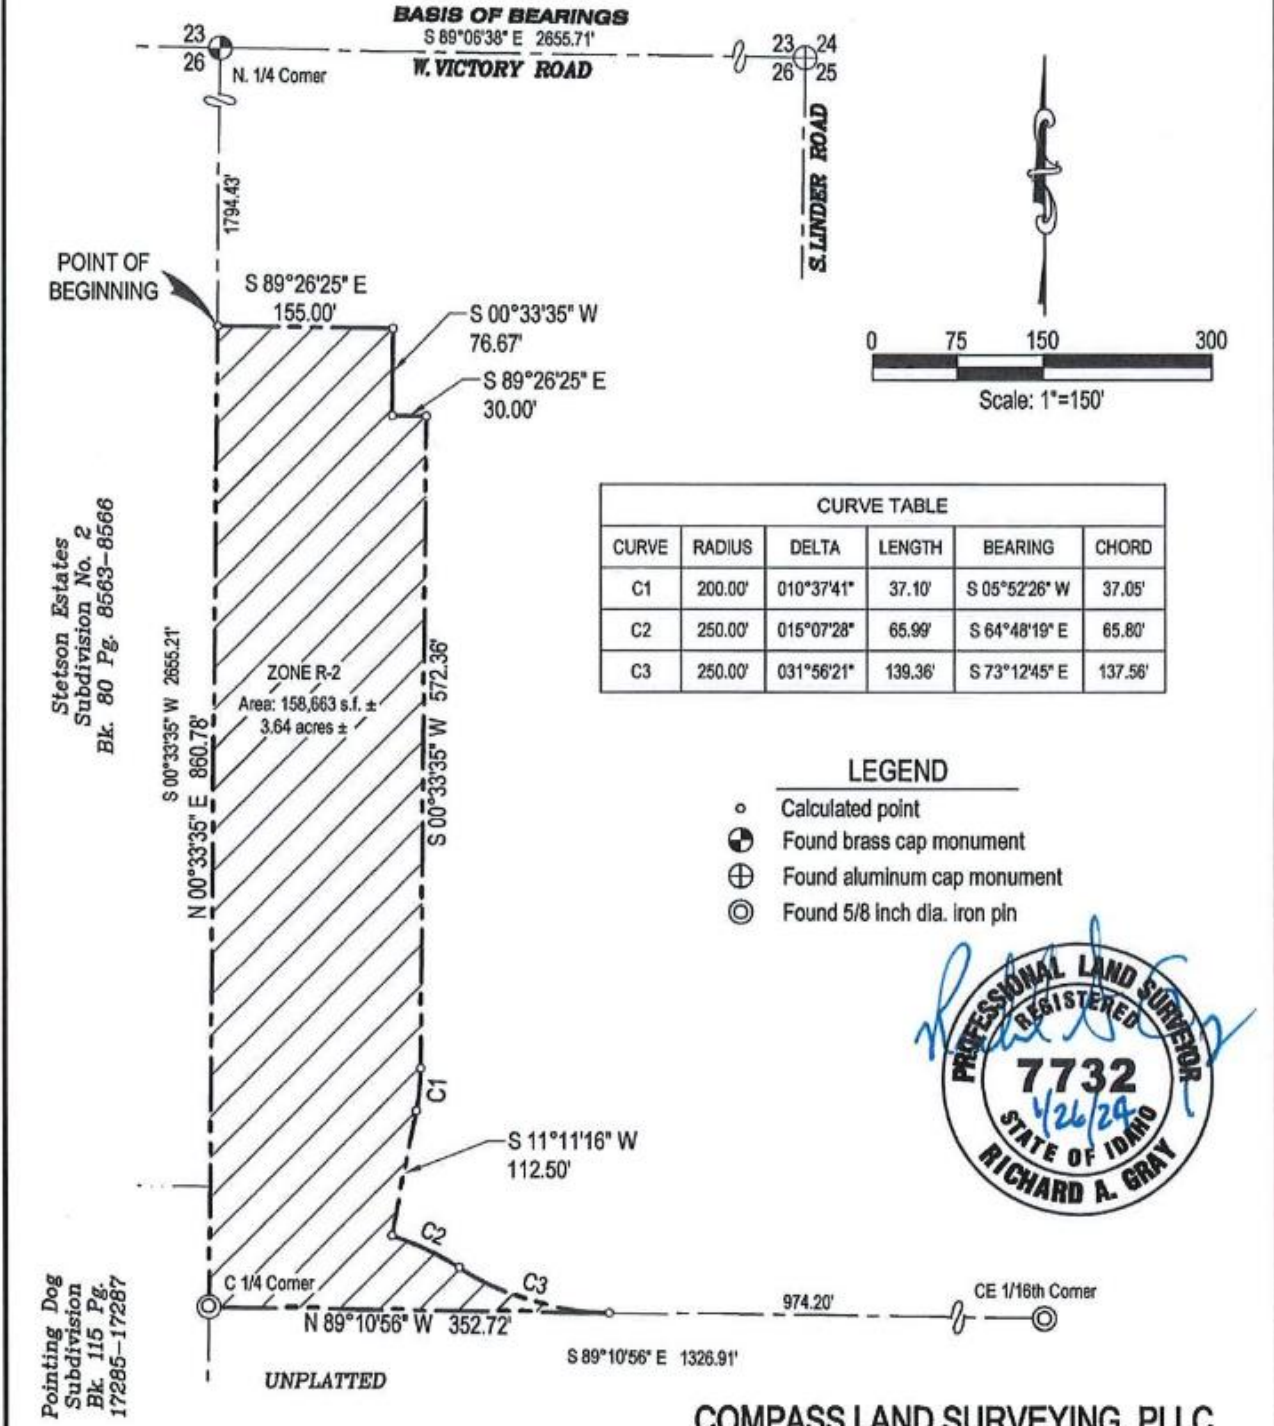 BASIS OF BEARINGS
S 89°06'38" E 2655.71'
W. VICTORY ROAD
23
26
N. 1/4 Corner
23 24
26 25
S. LINDER ROAD
1794.43'
POINT OF
BEGINNING
S 89°26'25" E
155.00'
S 00°33'35" W
76.67'
S 89°26'25" E
30.00'
0 75 150 300
Scale: 1"=150'
CURVE TABLE
CURVE RADIUS DELTA LENGTH BEARING CHORD
C1 200.00' 010°37'41" 37.10' S 05°52'26" W 37.05'
C2 250.00' 015°07'28" 65.99' S 64°48'19" E 65.80'
C3 250.00' 031°56'21" 139.36' S 73°12'45" E 137.56'
Stetson Estates
Subdivision No. 2
Bk. 80 Pg. 8563-8566
S 00°33'35" W 2655.21'
N 00°33'35" E 860.78'
ZONE R-2
Area: 158,663 s.f. ±
3.64 acres ±
S 00°33'35" W 572.36'
LEGEND
Calculated point
Found brass cap monument
Found aluminum cap monument
Found 5/8 inch dia. iron pin
PROFESSIONAL LAND SURVEYOR
REGISTERED
7732
1/26/24
STATE OF IDAHO
RICHARD A. GRAY
C1
S 11°11'16" W
112.50'
C2
C3
C 1/4 Corner
N 89°10'56" W 352.72'
974.20'
CE 1/16th Corner
S 89°10'56" E 1326.91'
UNPLATTED
Pointing Dog
Subdivision
Bk. 115 Pg.
17285-17287
COMPASS LAND SURVEYING, PLLC